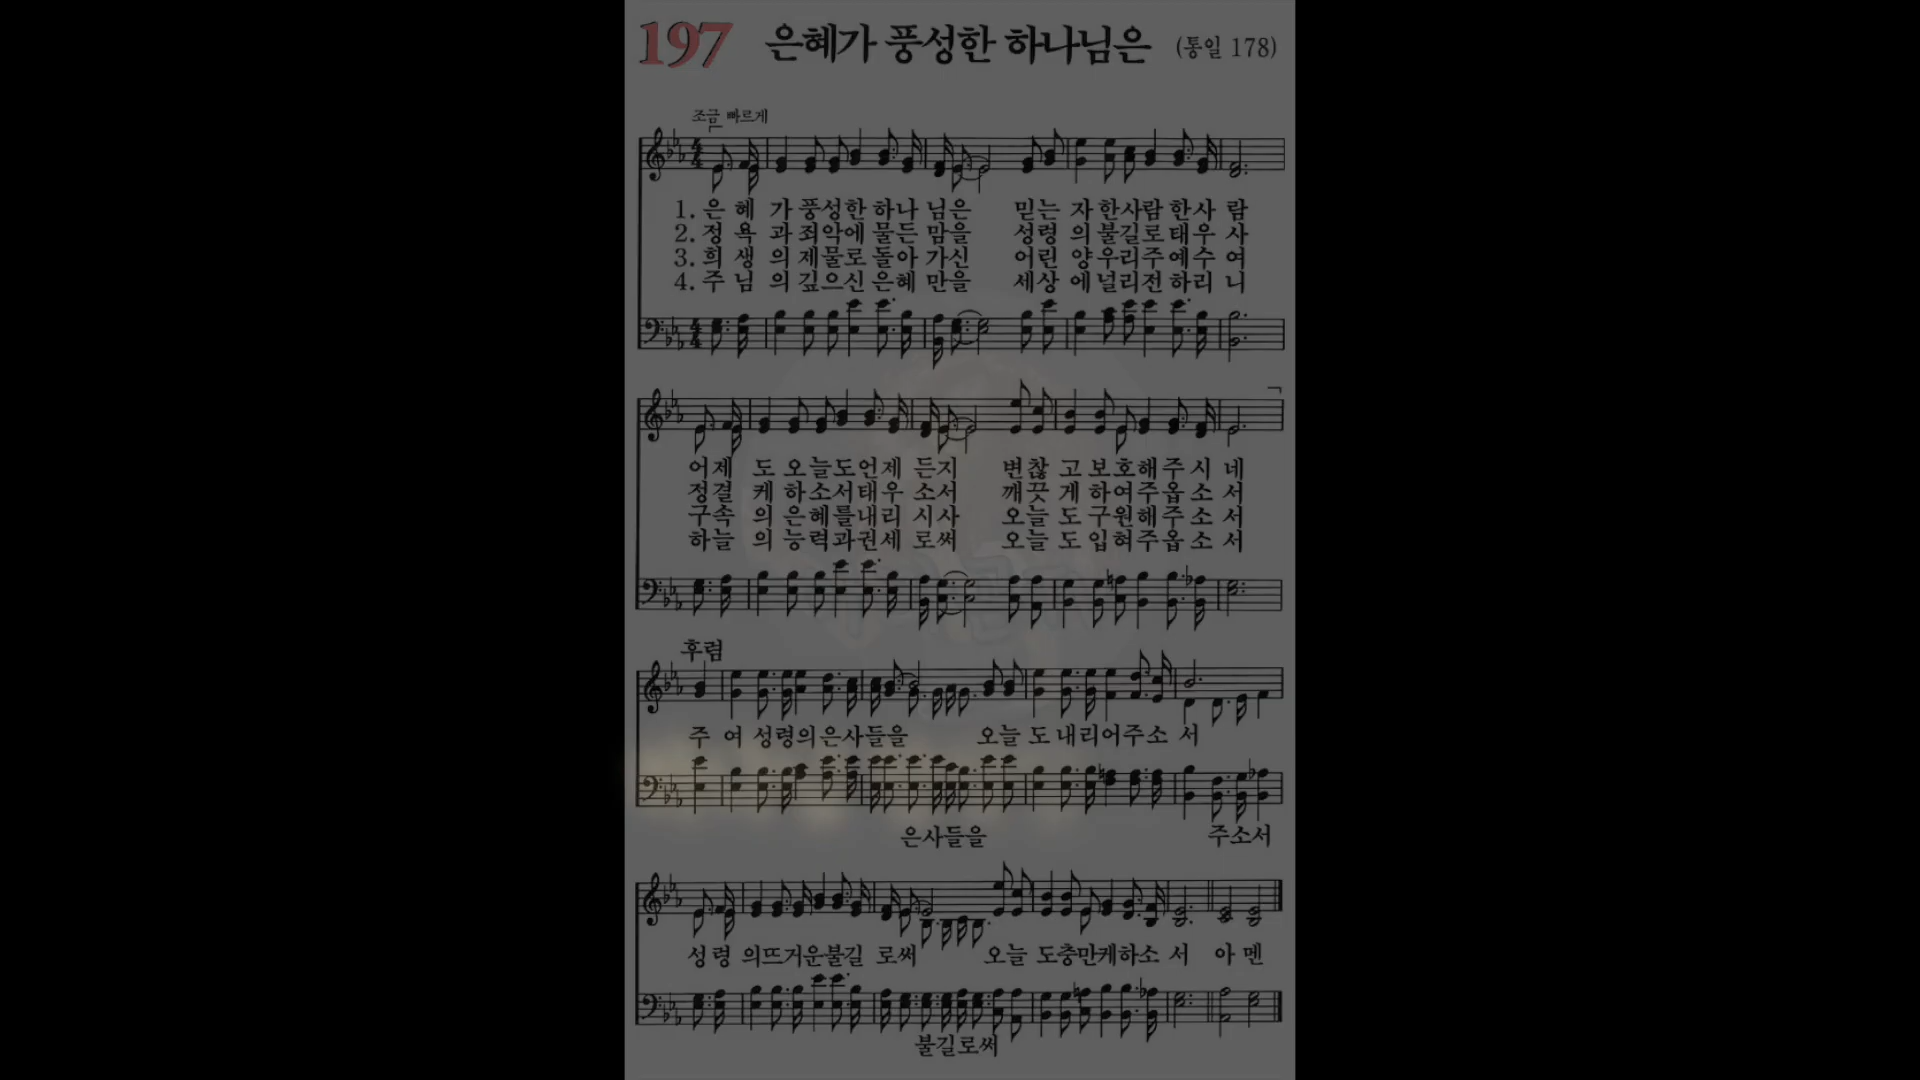 197 은혜가 풍성한 하나님은 (통일 178)
조금 빠르게
1. 은 혜 가 풍성한 하나 님은 믿는 자 한사람 한사 람
2. 정 욕 과 죄악에 물든 맘을 성령 의 불길로 태우 사
3. 희 생 의 제물로 돌아 가신 어린 양 우리주 예수 여
4. 주 님 의 깊으신 은혜 만을 세상 에 널리전 하리 니
어제 도 오늘도언제 든지 변찮 고 보호해 주시 네
정결 케 하소서태우 소서 깨끗 게 하여주옵소 서
구속 의 은혜를내리 시사 오늘 도 구원해주소 서
하늘 의 능력과권세 로써 오늘 도 입혀주옵소 서
후렴
주 여 성령의은사들을 오늘 도 내리어주소 서
은사들을 주소서
성령 의뜨거운불길 로써 오늘 도충만케하소 서 아 멘
불길로써